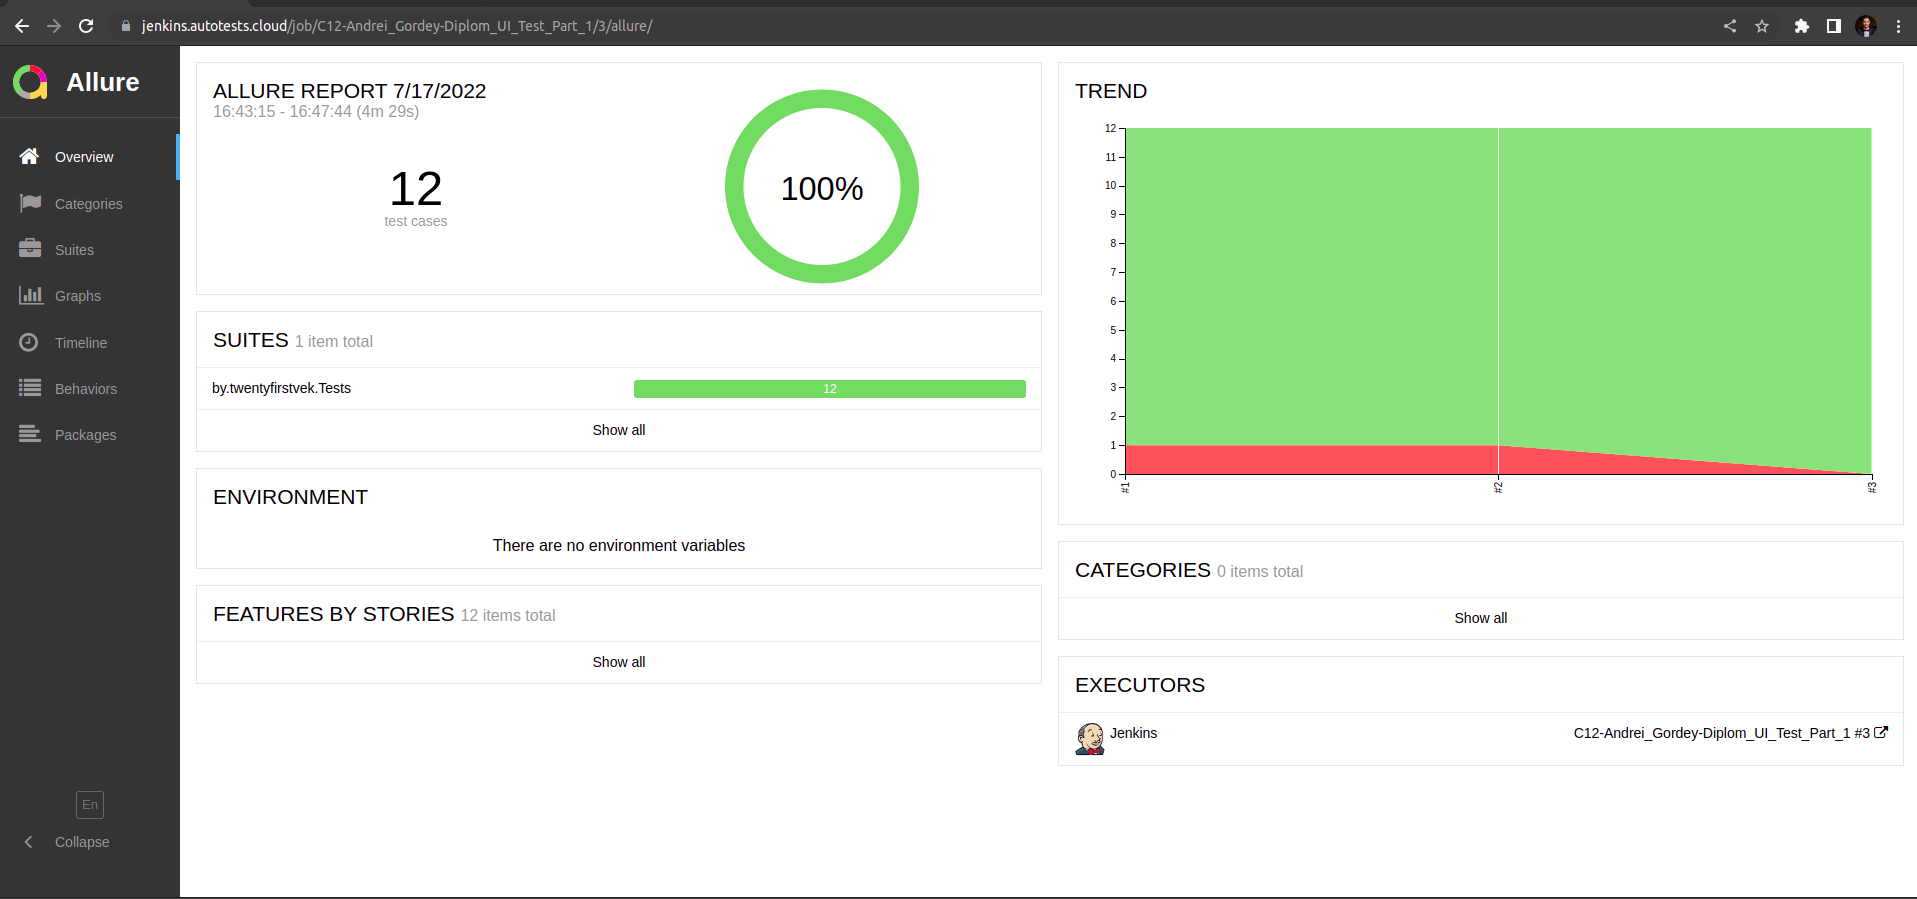 jenkins.autotests.cloud/job/C12-Andrei_Gordey-Diplom_UI_Test_Part_1/3/allure/
Allure
Overview
Categories
Suites
Graphs
Timeline
Behaviors
Packages
En
Collapse
ALLURE REPORT 7/17/2022
16:43:15 - 16:47:44 (4m 29s)
12
test cases
100%
SUITES 1 item total
by.twentyfirstvek.Tests 12
Show all
ENVIRONMENT
There are no environment variables
FEATURES BY STORIES 12 items total
Show all
TREND
12
11
10
9
8
7
6
5
4
3
2
1
0
#1 #2 #3
CATEGORIES 0 items total
Show all
EXECUTORS
Jenkins C12-Andrei_Gordey-Diplom_UI_Test_Part_1 #3